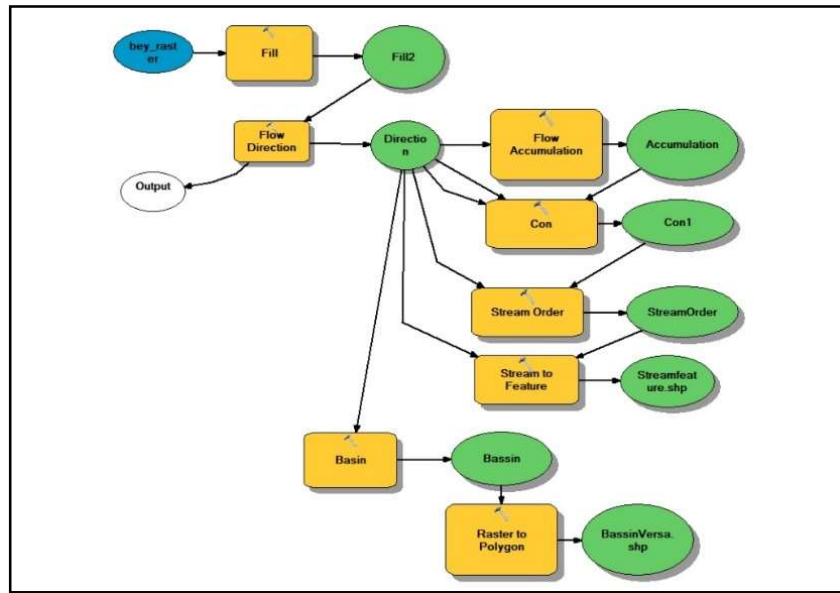 bey_rast
er
Fill
Fill2
Flow
Direction
Directio
n
Flow
Accumulation
Accumulation
Output
Con
Con1
Stream Order
StreamOrder
Stream to
Feature
Streamfeat
ure.shp
Basin
Bassin
Raster to
Polygon
BassinVersa.
shp